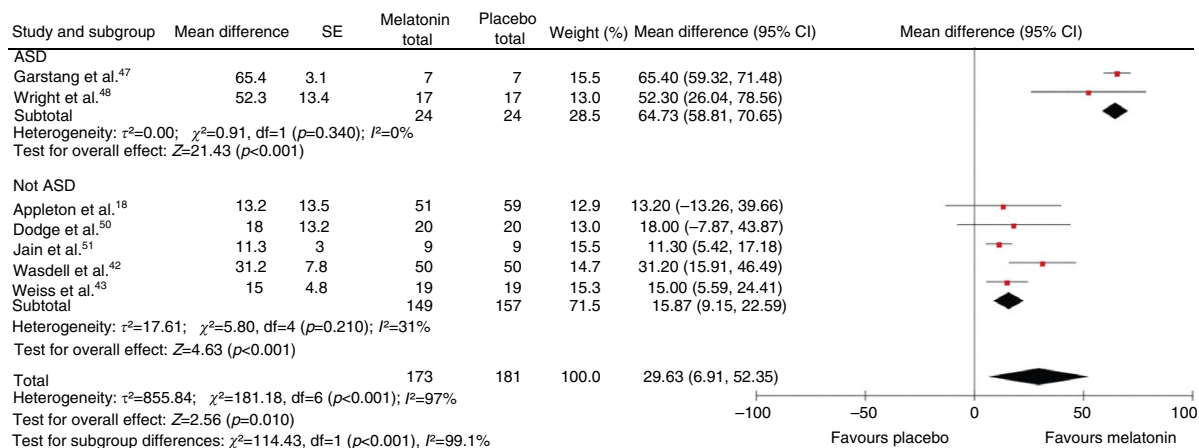 Study and subgroup Mean difference SE Melatonin total Placebo total Weight (%) Mean difference (95% CI) Mean difference (95% CI)
ASD
Garstang et al.47 65.4 3.1 7 7 15.5 65.40 (59.32, 71.48)
Wright et al.48 52.3 13.4 17 17 13.0 52.30 (26.04, 78.56)
Subtotal 24 24 28.5 64.73 (58.81, 70.65)
Heterogeneity: τ²=0.00; χ²=0.91, df=1 (p=0.340); I²=0%
Test for overall effect: Z=21.43 (p<0.001)
Not ASD
Appleton et al.18 13.2 13.5 51 59 12.9 13.20 (–13.26, 39.66)
Dodge et al.50 18 13.2 20 20 13.0 18.00 (–7.87, 43.87)
Jain et al.51 11.3 3 9 9 15.5 11.30 (5.42, 17.18)
Wasdell et al.42 31.2 7.8 50 50 14.7 31.20 (15.91, 46.49)
Weiss et al.43 15 4.8 19 19 15.3 15.00 (5.59, 24.41)
Subtotal 149 157 71.5 15.87 (9.15, 22.59)
Heterogeneity: τ²=17.61; χ²=5.80, df=4 (p=0.210); I²=31%
Test for overall effect: Z=4.63 (p<0.001)
Total 173 181 100.0 29.63 (6.91, 52.35)
Heterogeneity: τ²=855.84; χ²=181.18, df=6 (p<0.001); I²=97%
–100 –50 0 50 100
Test for overall effect: Z=2.56 (p=0.010)
Test for subgroup differences: χ²=114.43, df=1 (p<0.001), I²=99.1%
Favours placebo Favours melatonin